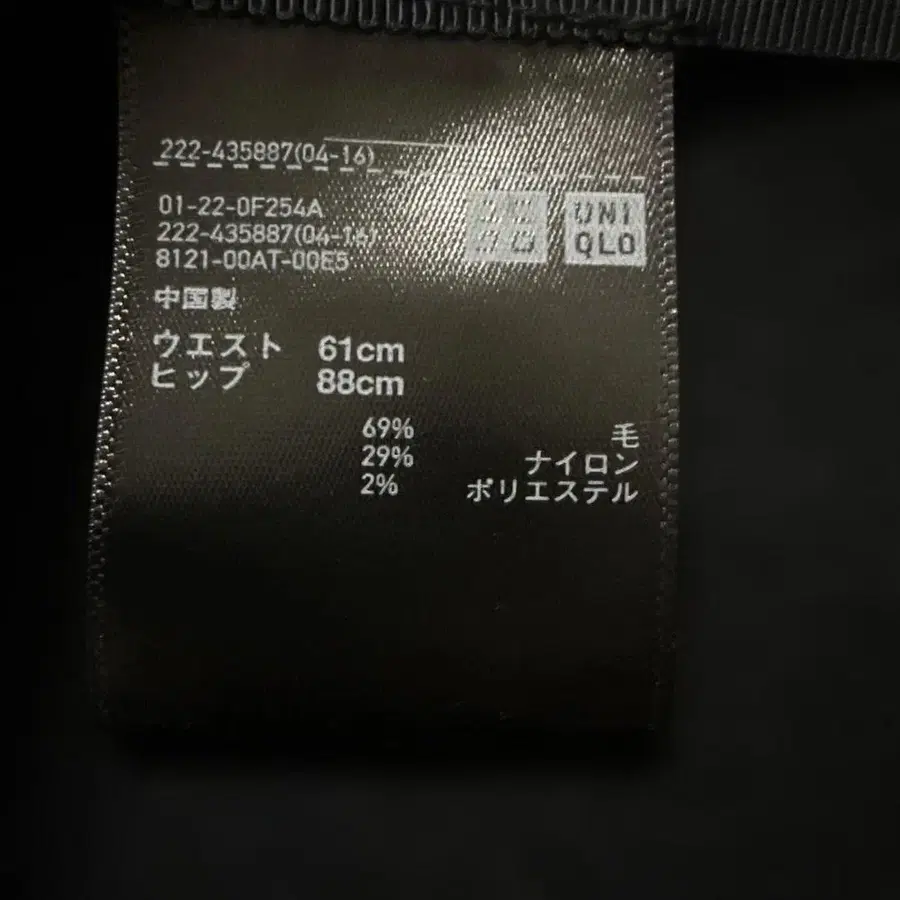 222-435887(04-16)
01-22-0F254A
222-435887(04-16)
8121-00AT-00E5
UNI
QLO
中国製
ウエスト 61cm
ヒップ 88cm
69% 毛
29% ナイロン
2% ポリエステル